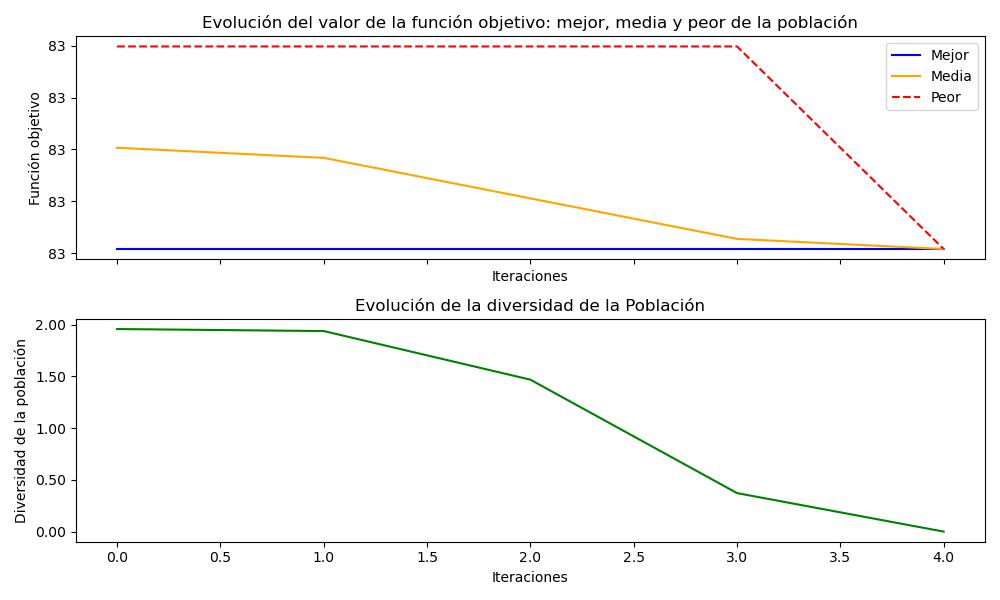 Evolución del valor de la función objetivo: mejor, media y peor de la población
83
83
83
83
83
Función objetivo
Mejor
Media
Peor
Iteraciones
Evolución de la diversidad de la Población
2.00
1.50
1.00
0.50
0.00
Diversidad de la población
0.0 0.5 1.0 1.5 2.0 2.5 3.0 3.5 4.0
Iteraciones